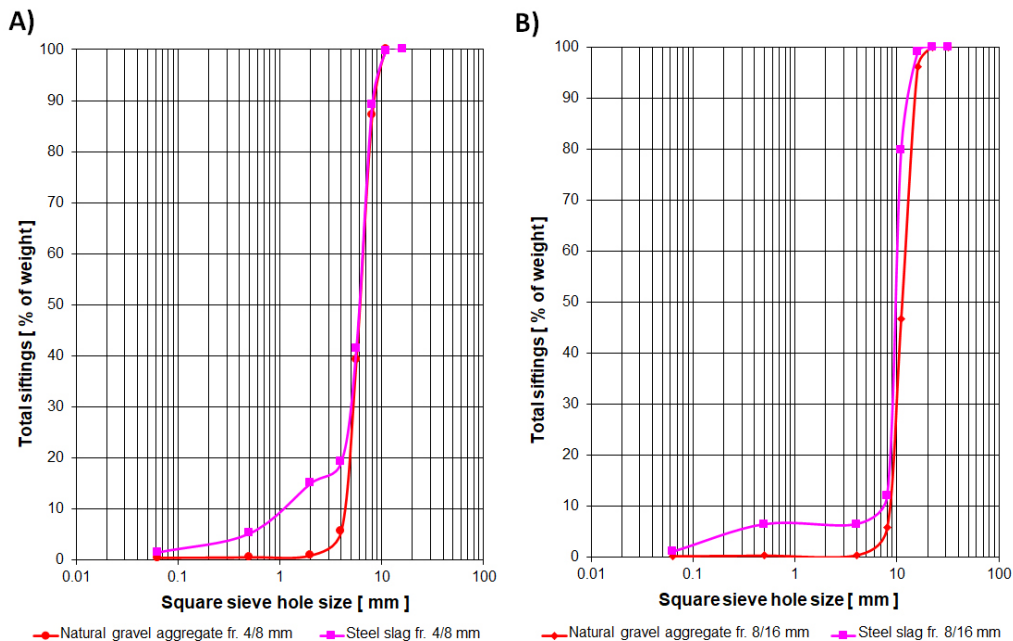 A)
Total siftings [ % of weight]
100
90
80
70
60
50
40
30
20
10
0
0.01 0.1 1 10 100
Square sieve hole size [ mm ]
Natural gravel aggregate fr. 4/8 mm Steel slag fr. 4/8 mm
B)
Total siftings [ % of weight]
100
90
80
70
60
50
40
30
20
10
0
0.01 0.1 1 10 100
Square sieve hole size [ mm ]
Natural gravel aggregate fr. 8/16 mm Steel slag fr. 8/16 mm